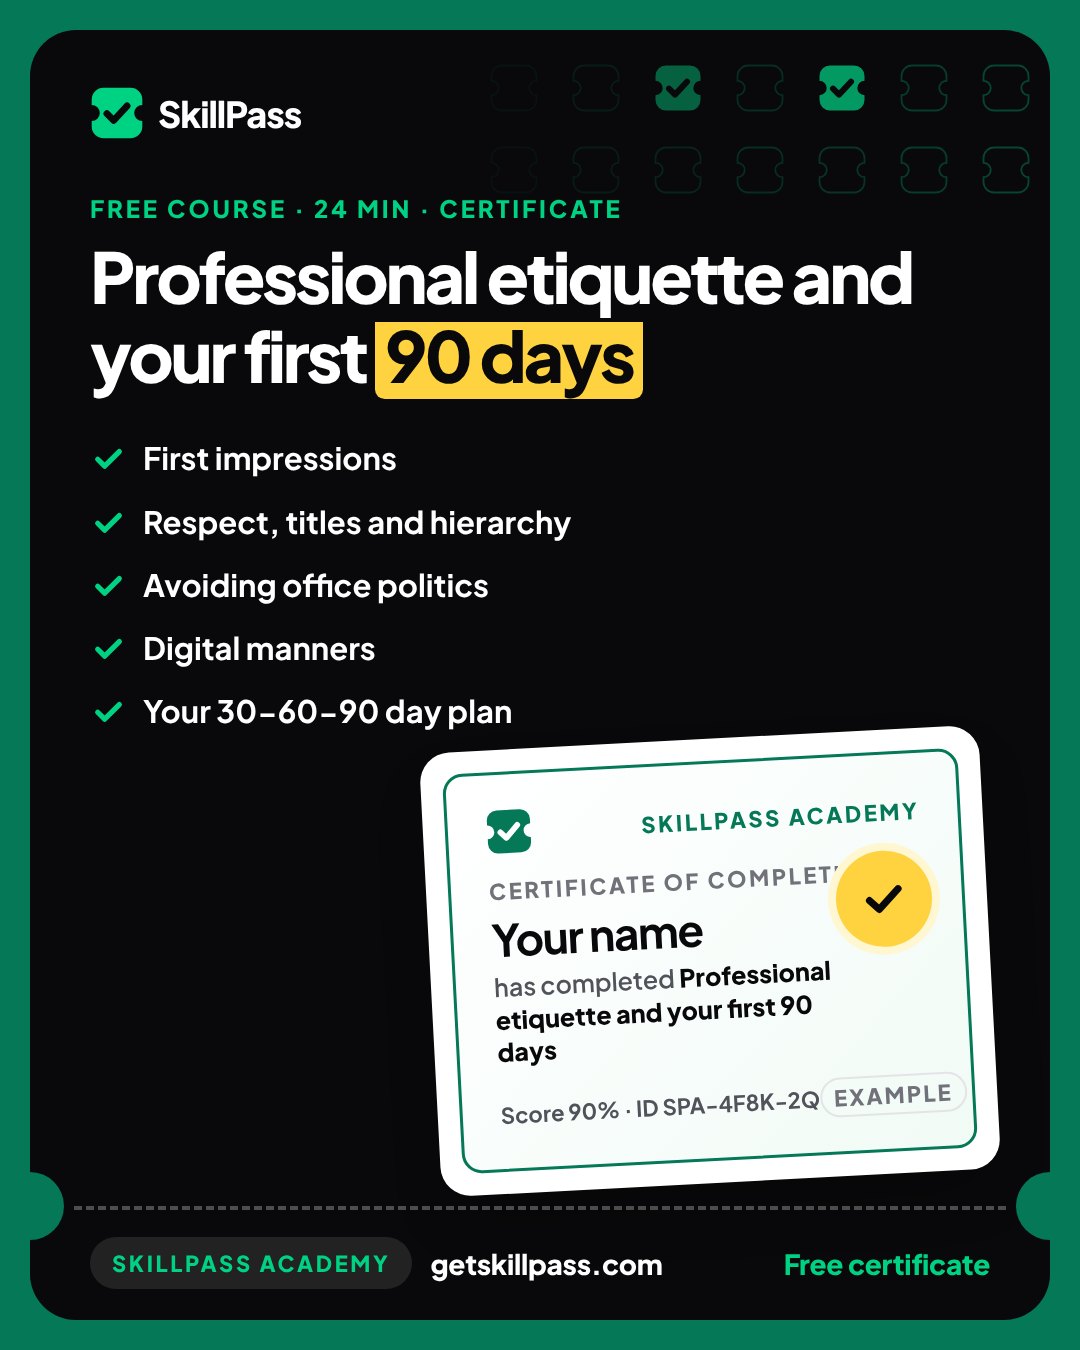 SkillPass
FREE COURSE · 24 MIN · CERTIFICATE
Professional etiquette and
your first 90 days
First impressions
Respect, titles and hierarchy
Avoiding office politics
Digital manners
Your 30–60–90 day plan
SKILLPASS ACADEMY
CERTIFICATE OF
Your name
has completed Professional
etiquette and your first 90
days
Score 90% · ID SPA-4F8K-2Q
EXAMPLE
SKILLPASS ACADEMY
getskillpass.com
Free certificate